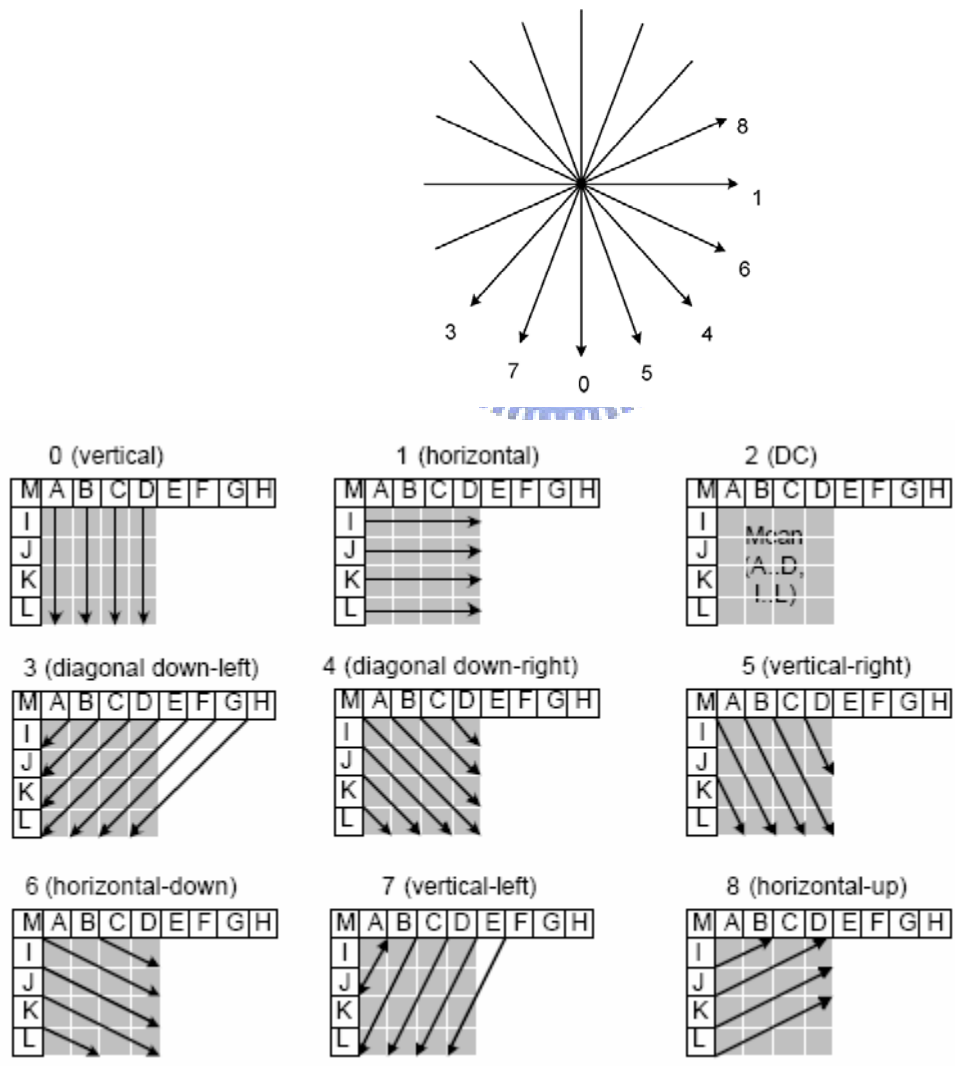 8
1
6
3
4
7
5
0
0 (vertical)
1 (horizontal)
2 (DC)
M A B C D E F G H
M A B C D E F G H
M A B C D E F G H
I
I
I
J
J
J
K
K
K
L
L
L
Mean
(A..D,
I..L)
3 (diagonal down-left)
4 (diagonal down-right)
5 (vertical-right)
M A B C D E F G H
M A B C D E F G H
M A B C D E F G H
I
I
I
J
J
J
K
K
K
L
L
L
6 (horizontal-down)
7 (vertical-left)
8 (horizontal-up)
M A B C D E F G H
M A B C D E F G H
M A B C D E F G H
I
I
I
J
J
J
K
K
K
L
L
L